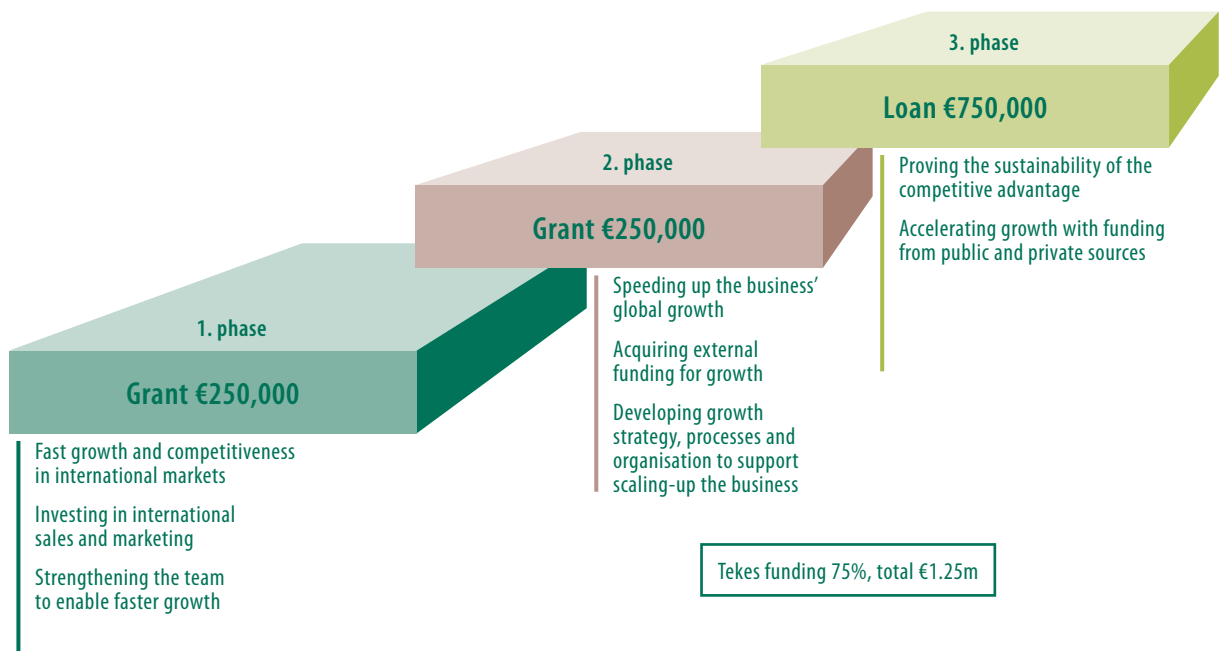 3. phase
Loan €750,000
Proving the sustainability of the
competitive advantage
Accelerating growth with funding
from public and private sources
2. phase
Grant €250,000
Speeding up the business’
global growth
Acquiring external
funding for growth
Developing growth
strategy, processes and
organisation to support
scaling-up the business
1. phase
Grant €250,000
Fast growth and competitiveness
in international markets
Investing in international
sales and marketing
Strengthening the team
to enable faster growth
Tekes funding 75%, total €1.25m